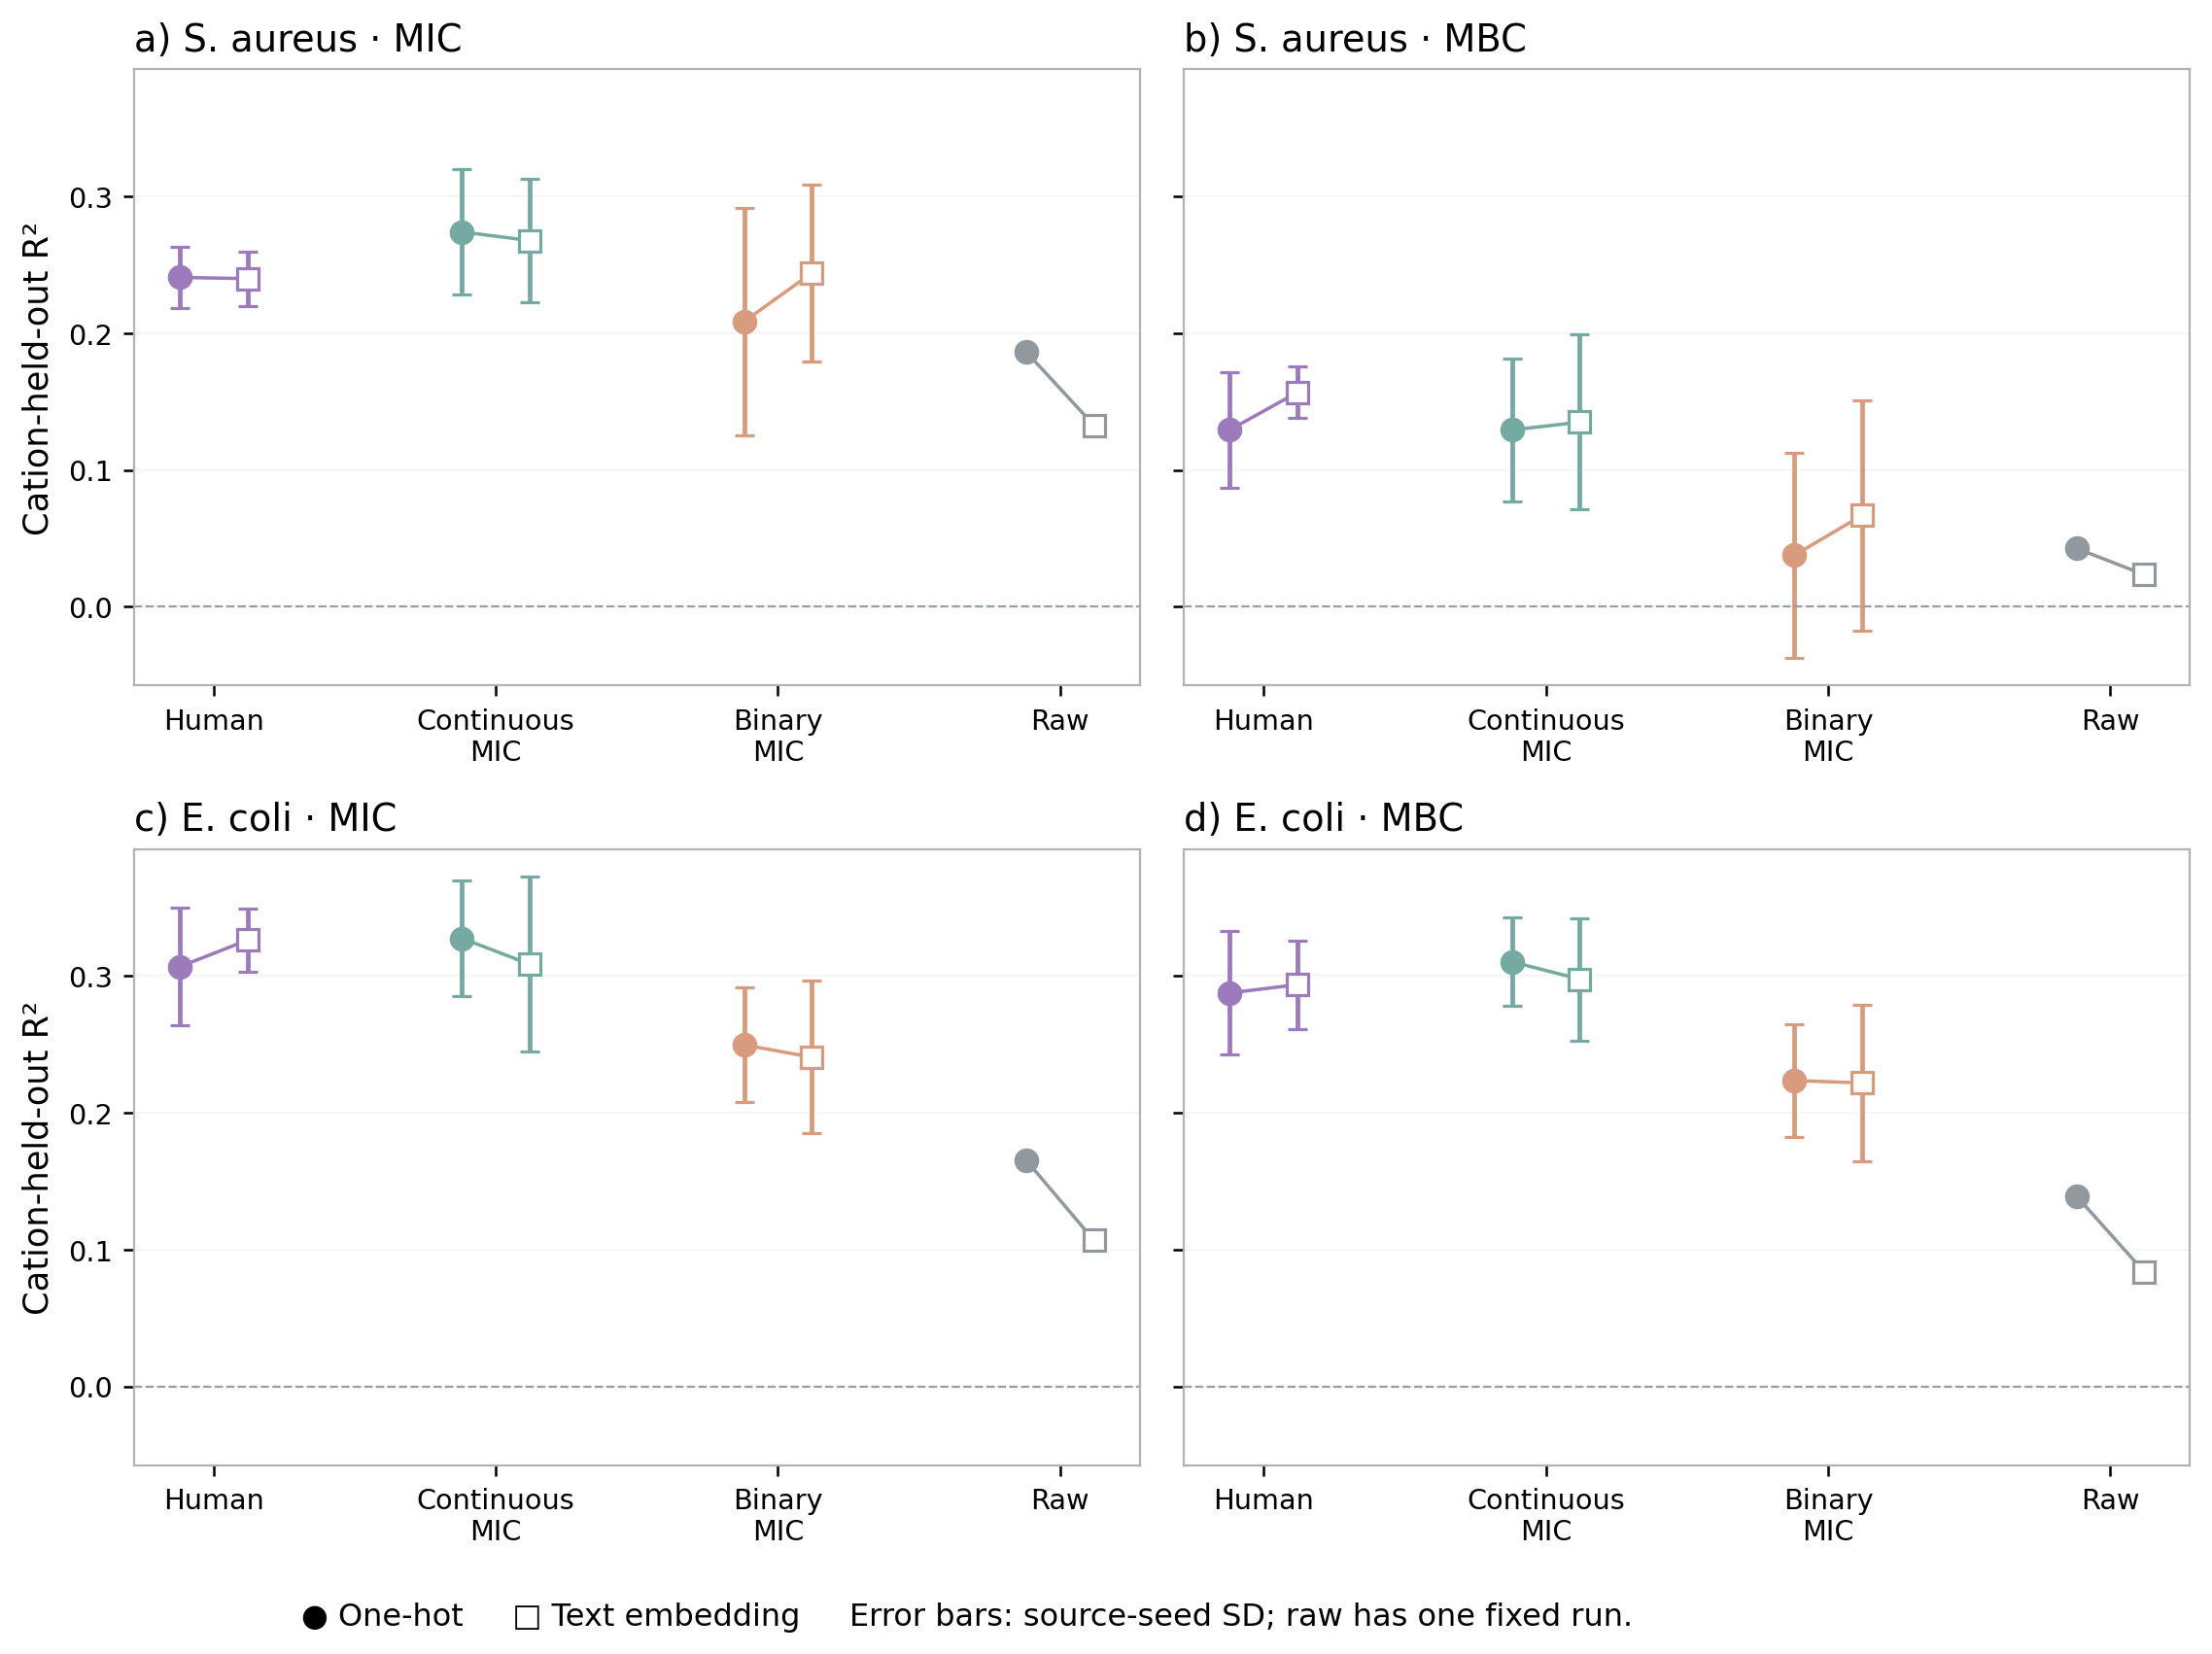 a) S. aureus · MIC
b) S. aureus · MBC
Cation-held-out R²
0.3
0.2
0.1
0.0
Human
Continuous
MIC
Binary
MIC
Raw
Human
Continuous
MIC
Binary
MIC
Raw
c) E. coli · MIC
d) E. coli · MBC
Cation-held-out R²
0.3
0.2
0.1
0.0
Human
Continuous
MIC
Binary
MIC
Raw
Human
Continuous
MIC
Binary
MIC
Raw
One-hot
Text embedding
Error bars: source-seed SD; raw has one fixed run.